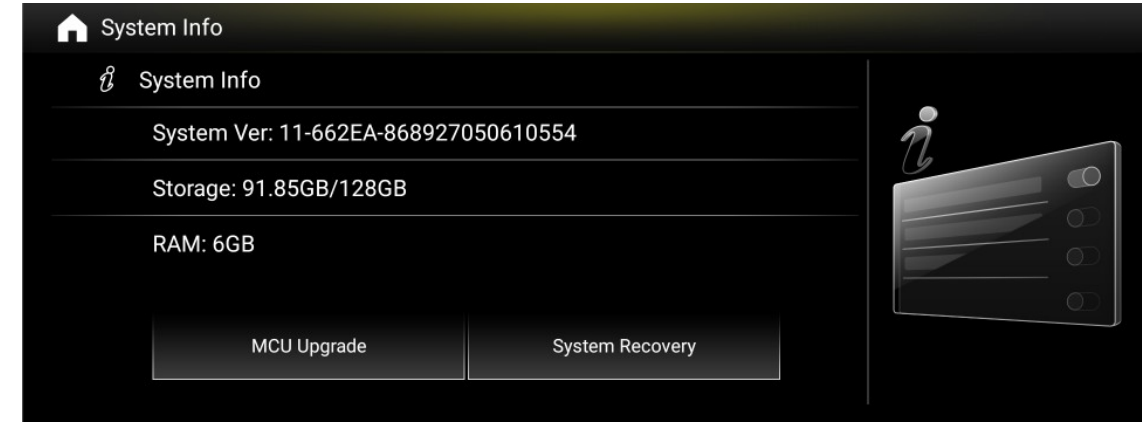 System Info
System Info
System Ver: 11-662EA-868927050610554
Storage: 91.85GB/128GB
RAM: 6GB
MCU Upgrade
System Recovery